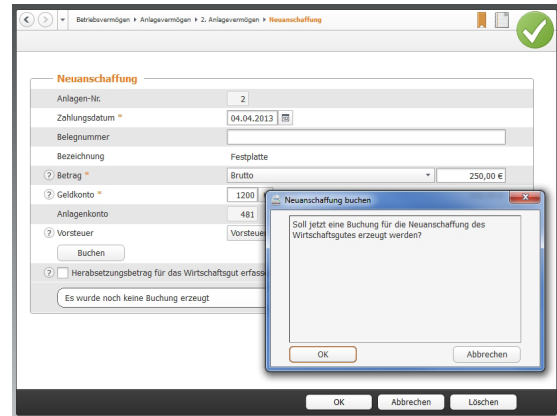 Betriebsvermögen Anlagevermögen 2. Anlagevermögen Neuanschaffung
Neuanschaffung
Anlagen-Nr. 2
Zahlungsdatum * 04.04.2013
Belegnummer
Bezeichnung Festplatte
? Betrag * Brutto 250,00 €
? Geldkonto * 1200
Anlagenkonto 481
? Vorsteuer Vorsteuer
Buchen
? Herabsetzungsbetrag für das Wirtschaftsgut erfasse
Es wurde noch keine Buchung erzeugt
Neuanschaffung buchen
Soll jetzt eine Buchung für die Neuanschaffung des
Wirtschaftsgutes erzeugt werden?
OK Abbrechen
OK Abbrechen Löschen